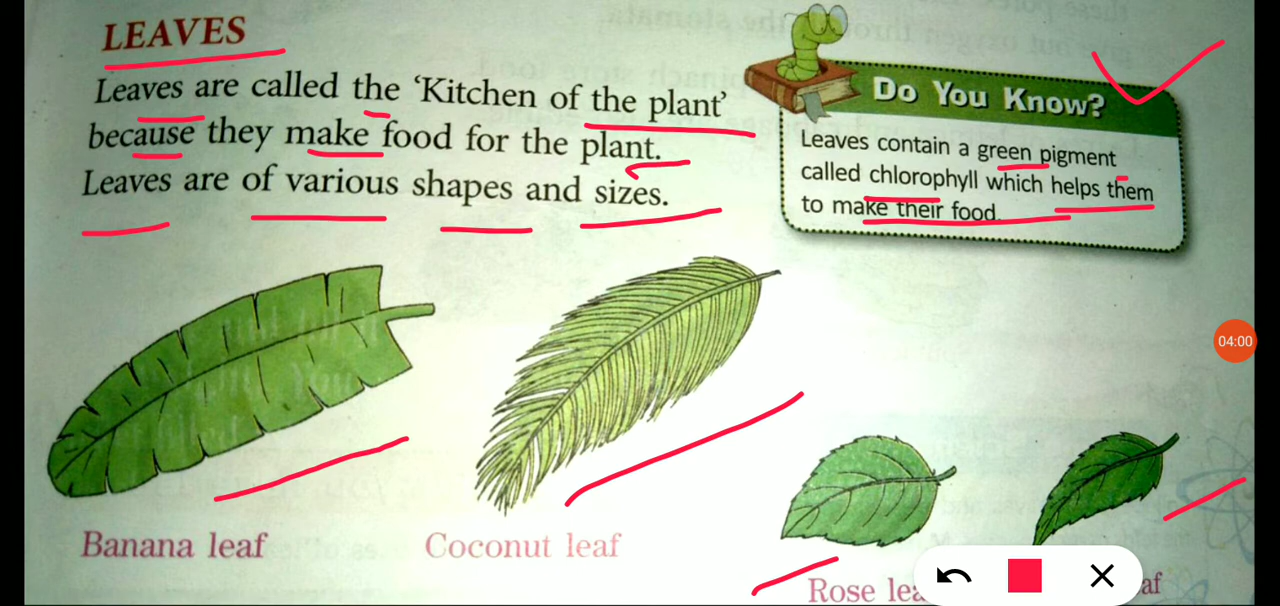 LEAVES
Leaves are called the ‘Kitchen of the plant’
because they make food for the plant.
Leaves are of various shapes and sizes.
Do You Know?
Leaves contain a green pigment
called chlorophyll which helps them
to make their food.
04:00
Banana leaf
Coconut leaf
Rose